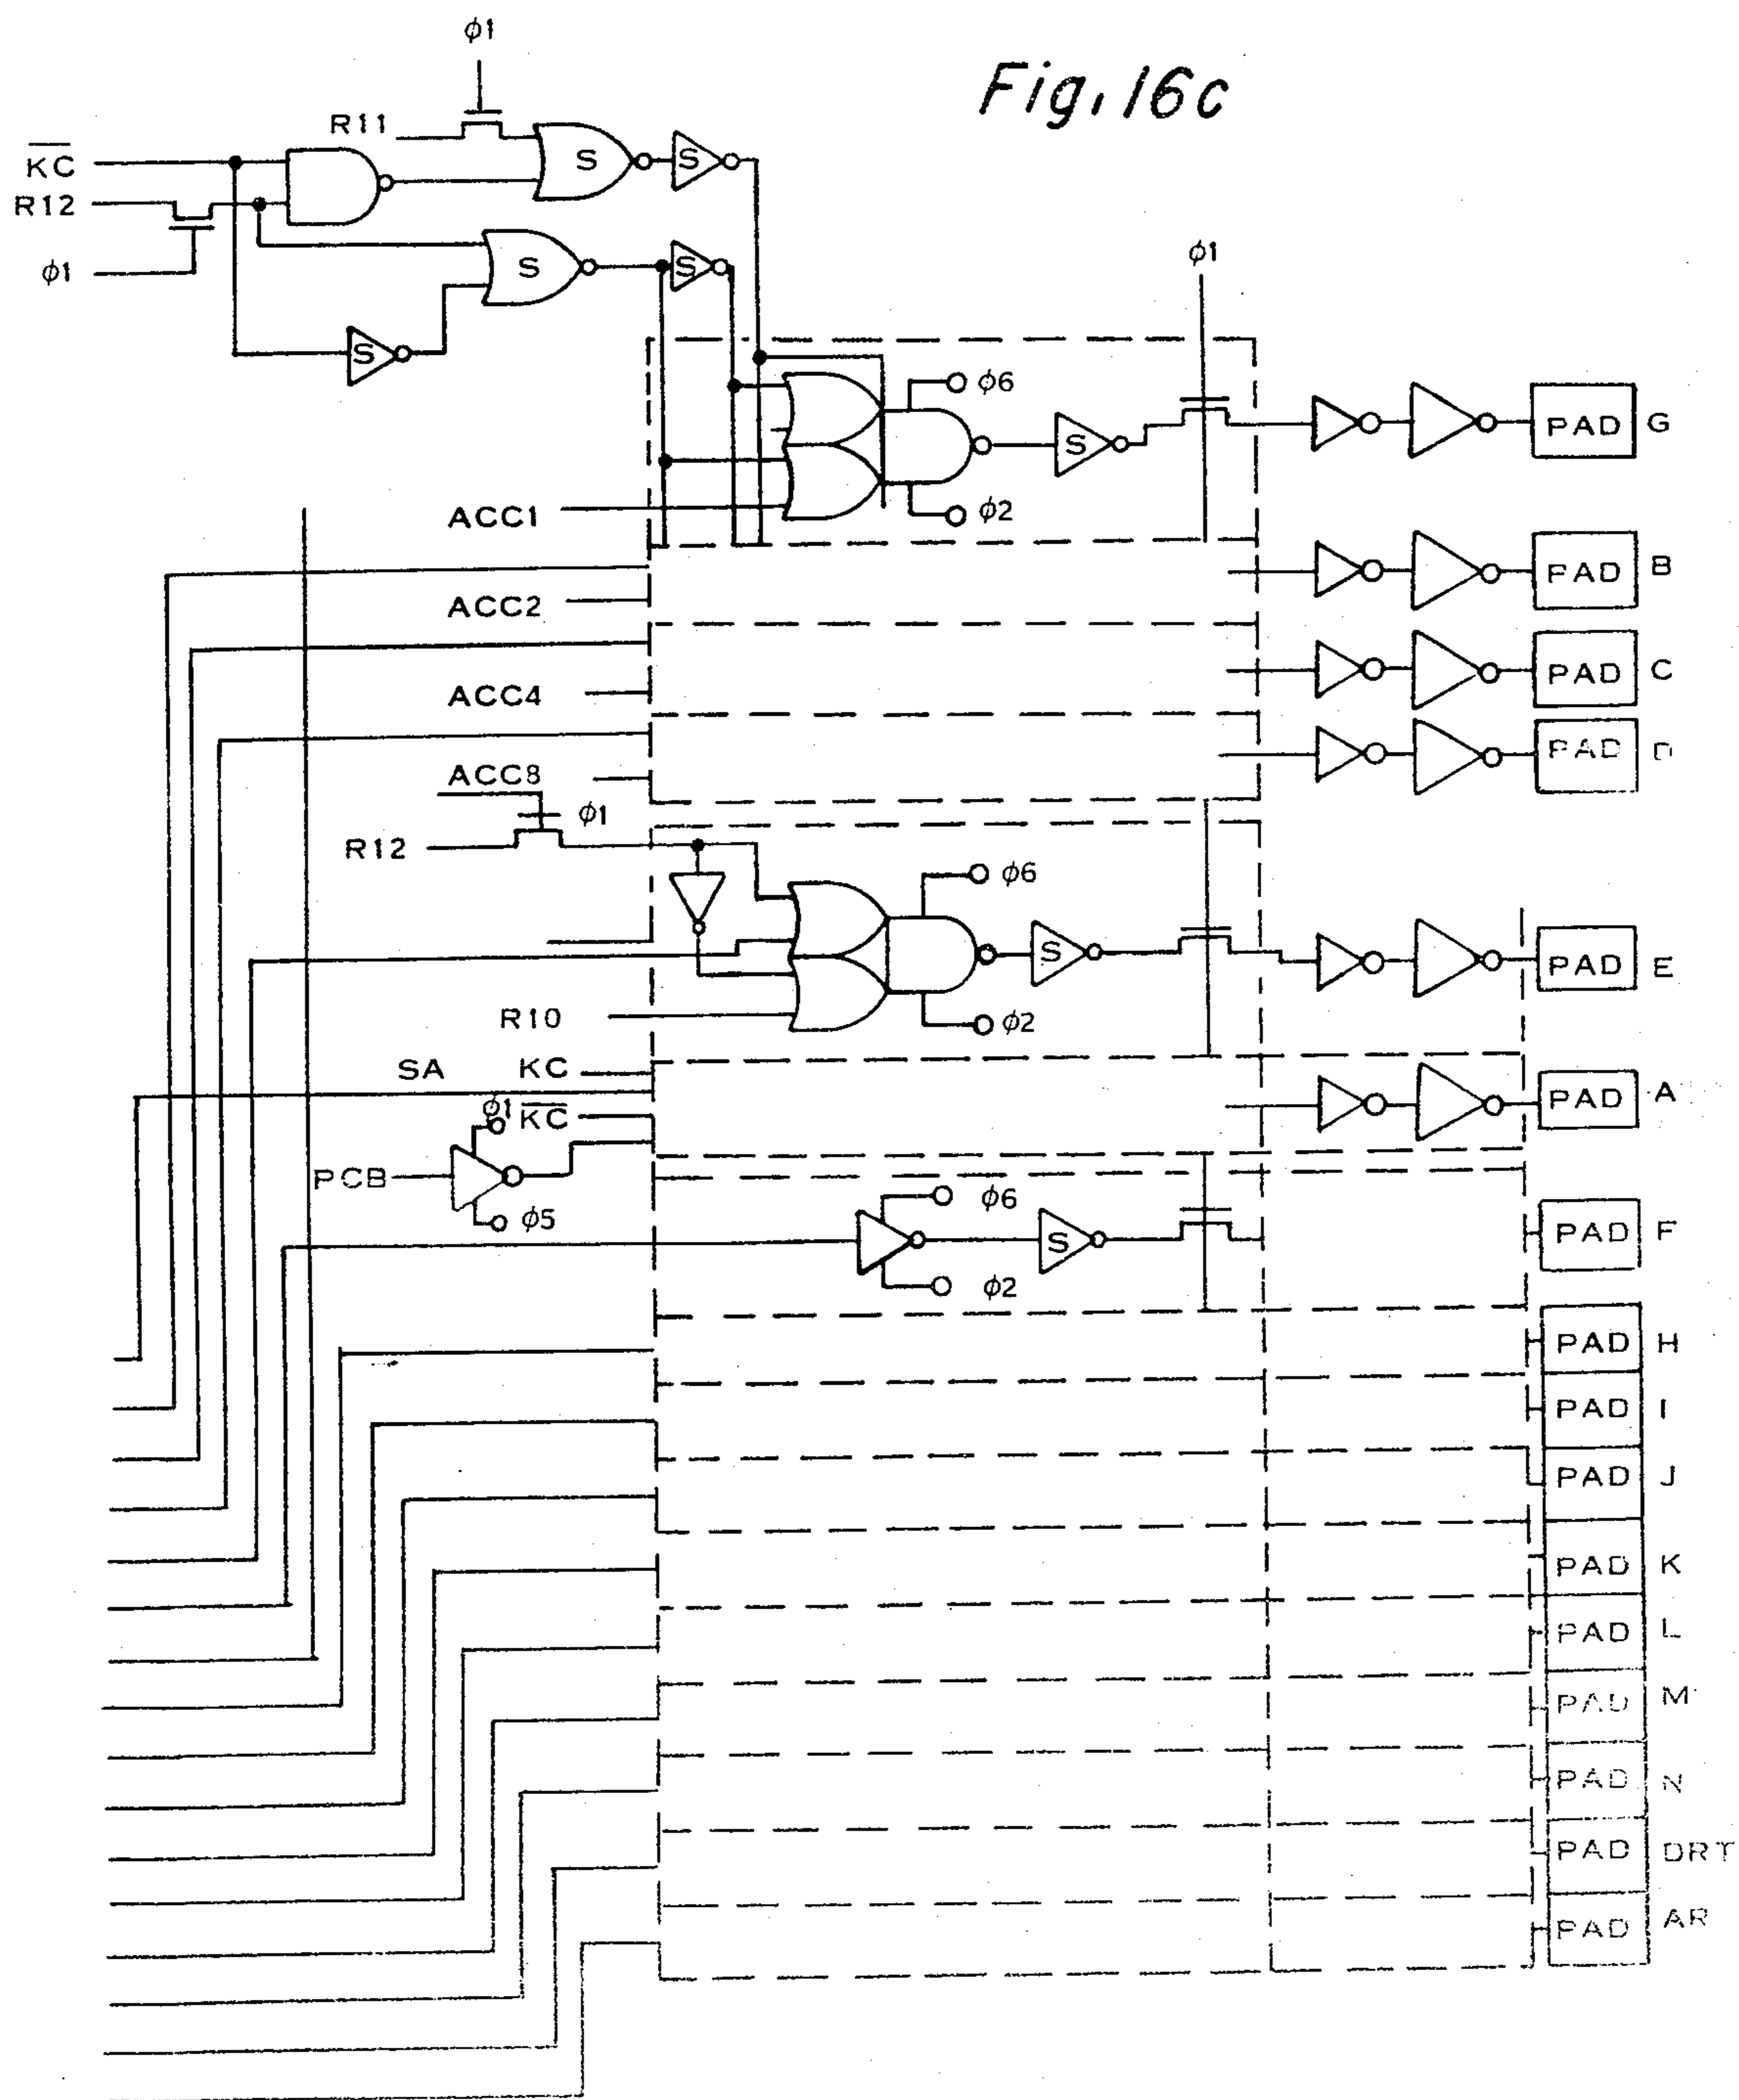 Fig. 16c
ϕ1
R11
K̅C̅
S
S
R12
ϕ1
S
S
S
ϕ1
ϕ6
S
PAD G
ϕ2
ACC1
PAD B
ACC2
PAD C
ACC4
PAD D
ACC8
ϕ1
R12
ϕ6
S
PAD E
R10
ϕ2
SA KC
PAD A
ϕ1 K̅C̅
PCB
ϕ5
ϕ6
S
PAD F
ϕ2
PAD H
PAD I
PAD J
PAD K
PAD L
PAD M
PAD N
PAD DRT
PAD AR